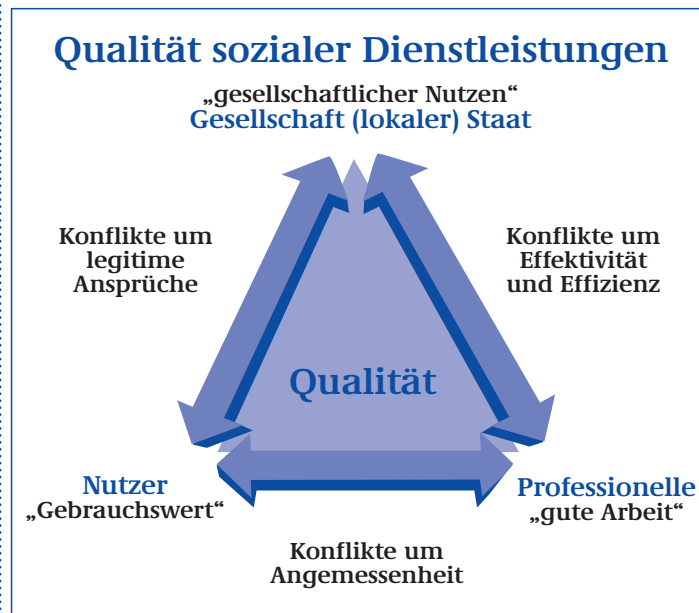 Qualität sozialer Dienstleistungen
„gesellschaftlicher Nutzen“
Gesellschaft (lokaler) Staat
Konflikte um
legitime
Ansprüche
Konflikte um
Effektivität
und Effizienz
Qualität
Nutzer
„Gebrauchswert“
Professionelle
„gute Arbeit“
Konflikte um
Angemessenheit